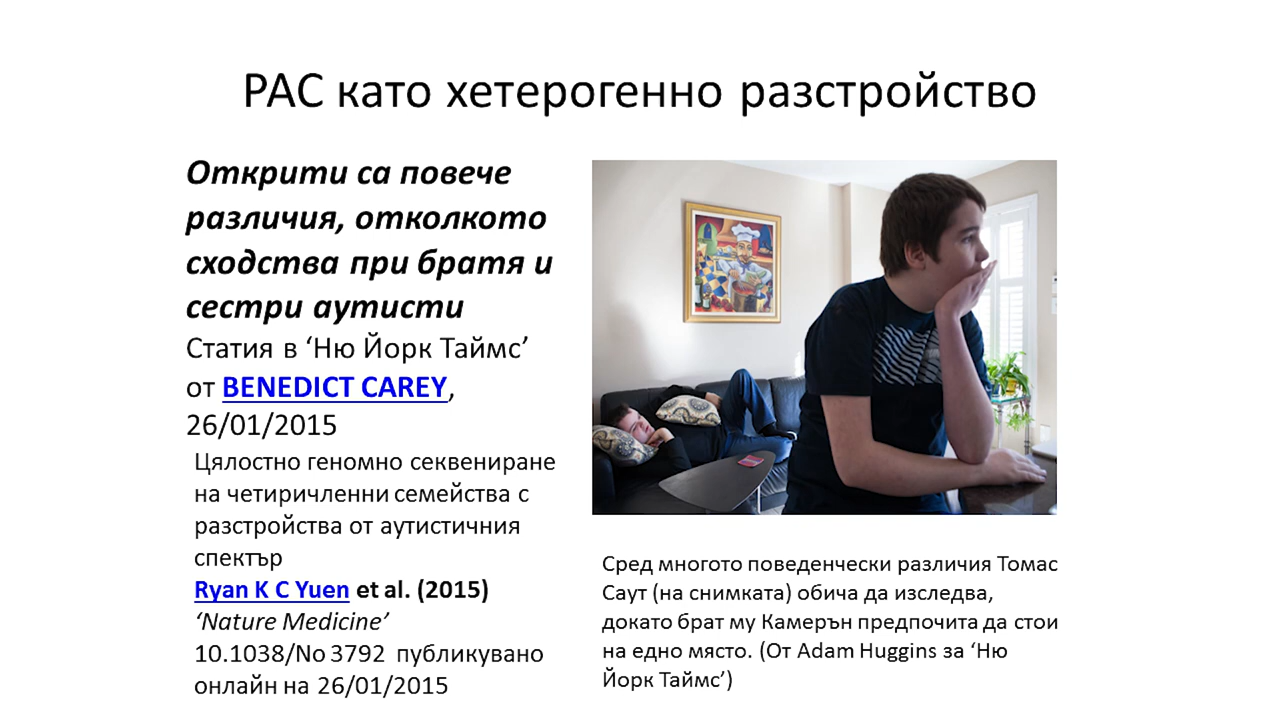 РАС като хетерогенно разстройство
Открити са повече
различия, отколкото
сходства при братя и
сестри аутисти
Статия в ‘Ню Йорк Таймс’
от BENEDICT CAREY,
26/01/2015
Цялостно геномно секвениране
на четиричленни семейства с
разстройства от аутистичния
спектър
Ryan K C Yuen et al. (2015)
‘Nature Medicine’
10.1038/No 3792 публикувано
онлайн на 26/01/2015
Сред многото поведенчески различия Томас
Саут (на снимката) обича да изследва,
докато брат му Камерън предпочита да стои
на едно място. (От Adam Huggins за ‘Ню
Йорк Таймс’)